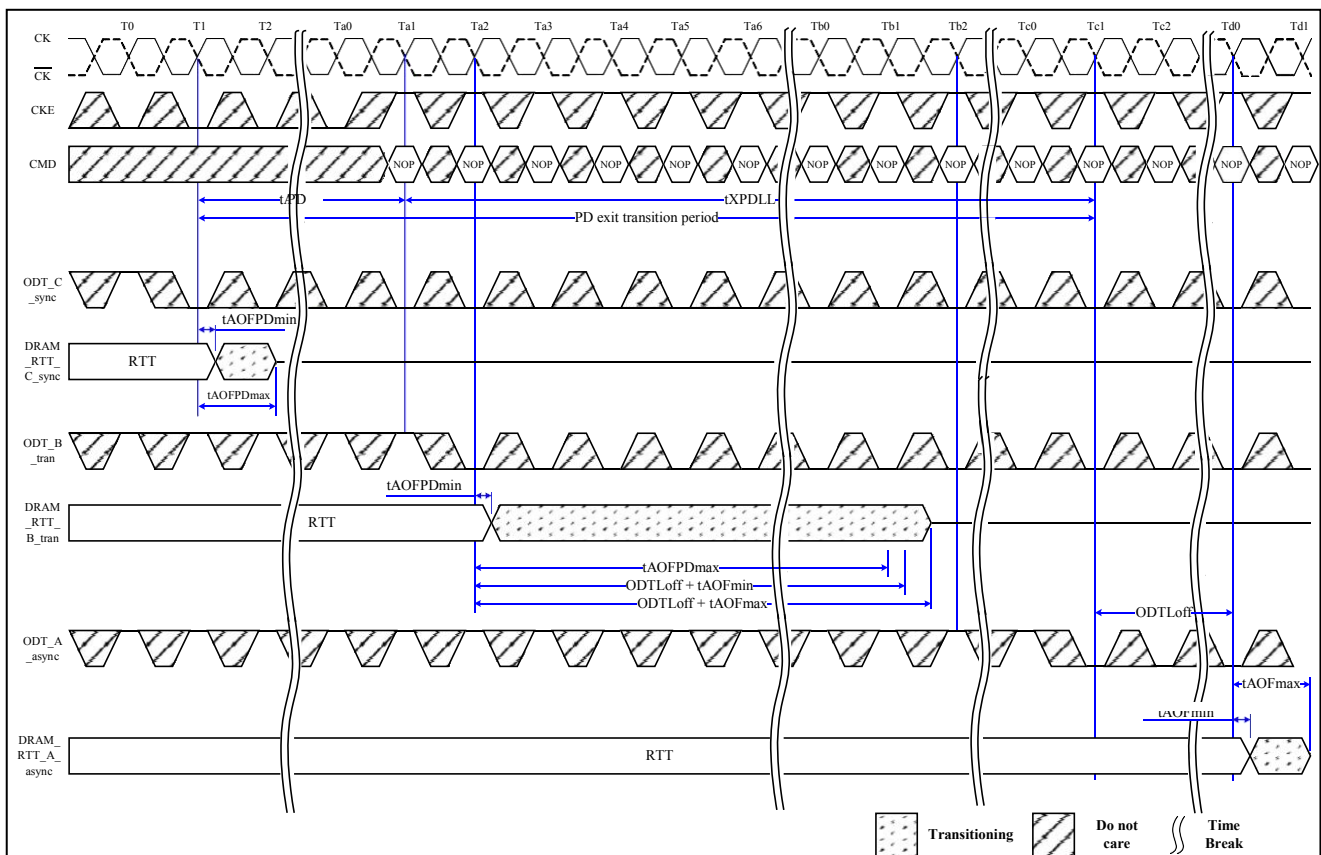 T0 T1 T2 Ta0 Ta1 Ta2 Ta3 Ta4 Ta5 Ta6 Tb0 Tb1 Tb2 Tc0 Tc1 Tc2 Td0 Td1
CK
CK
CKE
CMD
NOP NOP NOP NOP NOP NOP NOP NOP NOP NOP NOP NOP NOP NOP
tAPD
tXPDLL
PD exit transition period
ODT_C
_sync
tAOFPDmin
DRAM
_RTT_
C_sync
RTT
tAOFPDmax
ODT_B
_tran
tAOFPDmin
DRAM
_RTT_
B_tran
RTT
tAOFPDmax
ODTLoff + tAOFmin
ODTLoff + tAOFmax
ODTLoff
ODT_A
_async
tAOFmax
tAOFmin
DRAM_
RTT_A_
async
RTT
Transitioning
Do not
care
Time
Break